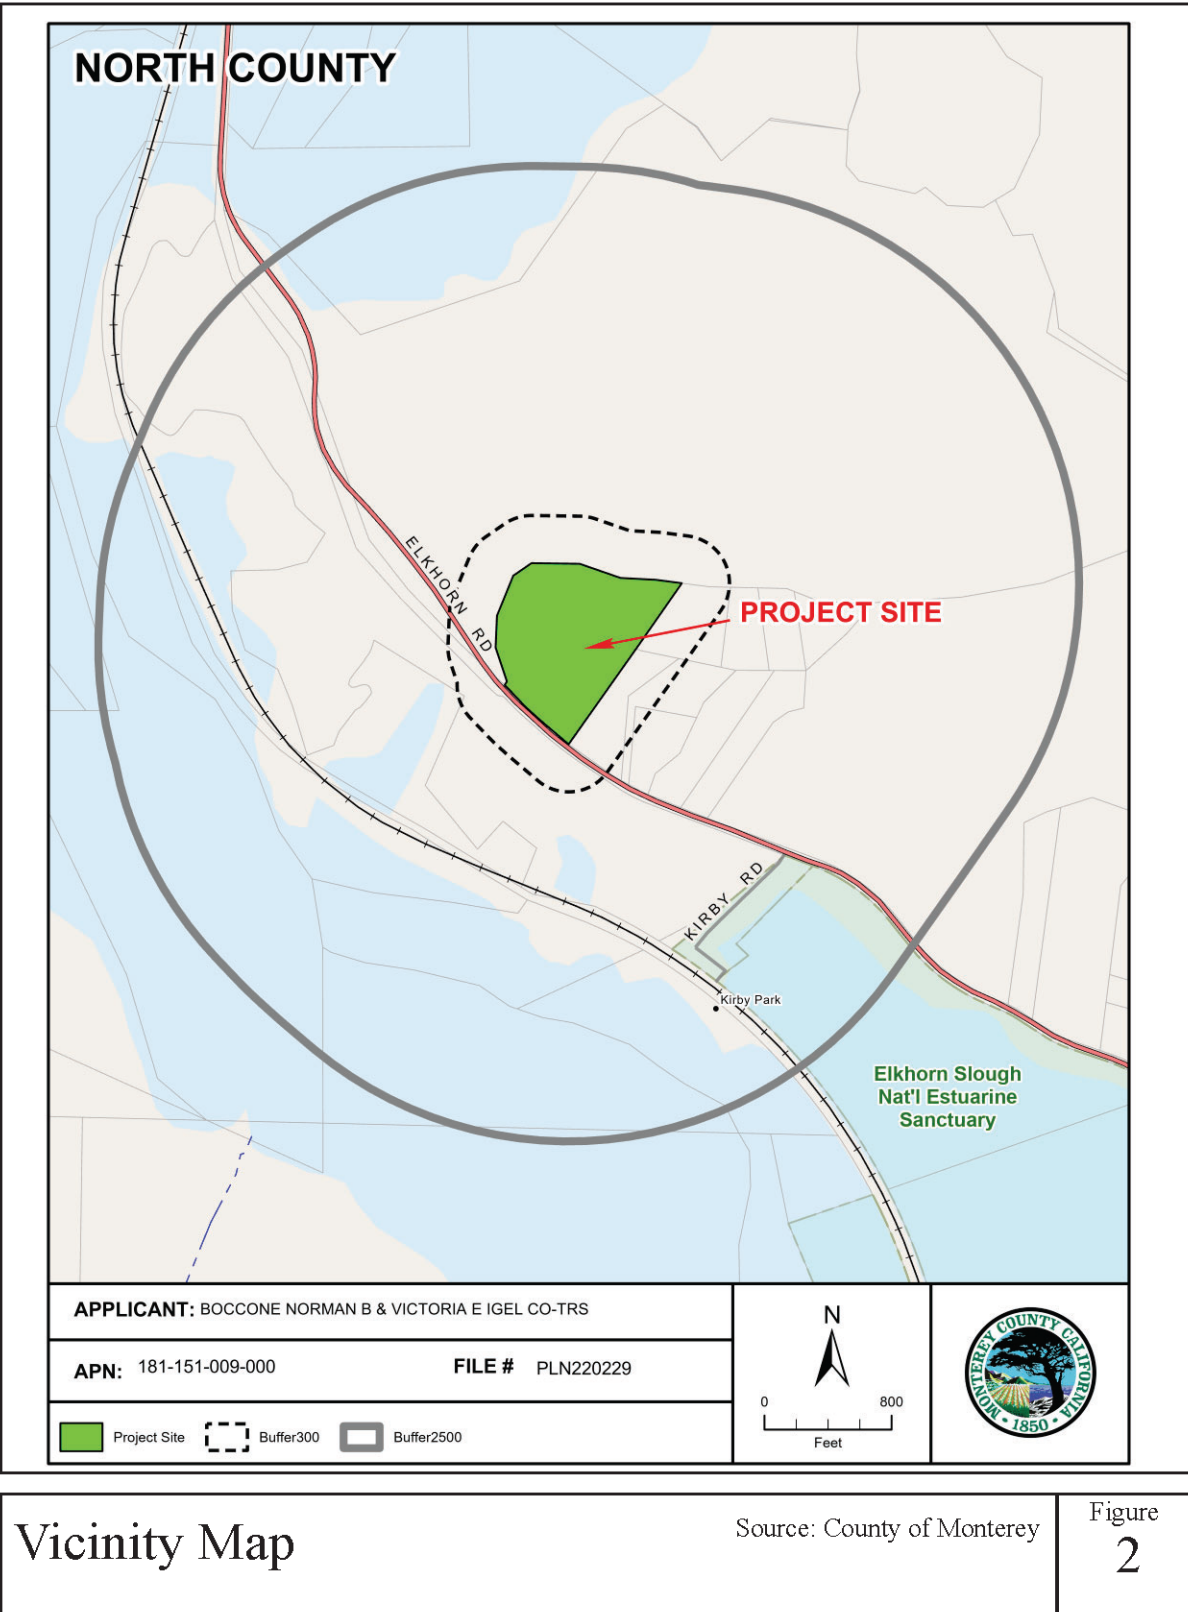 NORTH COUNTY
ELKHORN RD
PROJECT SITE
KIRBY RD
Kirby Park
Elkhorn Slough
Nat'l Estuarine
Sanctuary
APPLICANT: BOCCONE NORMAN B & VICTORIA E IGEL CO-TRS
APN: 181-151-009-000 FILE # PLN220229
Project Site Buffer300 Buffer2500
N
0 800
Feet
MONTEREY COUNTY CALIFORNIA
• 1850 •
Vicinity Map
Source: County of Monterey
Figure
2